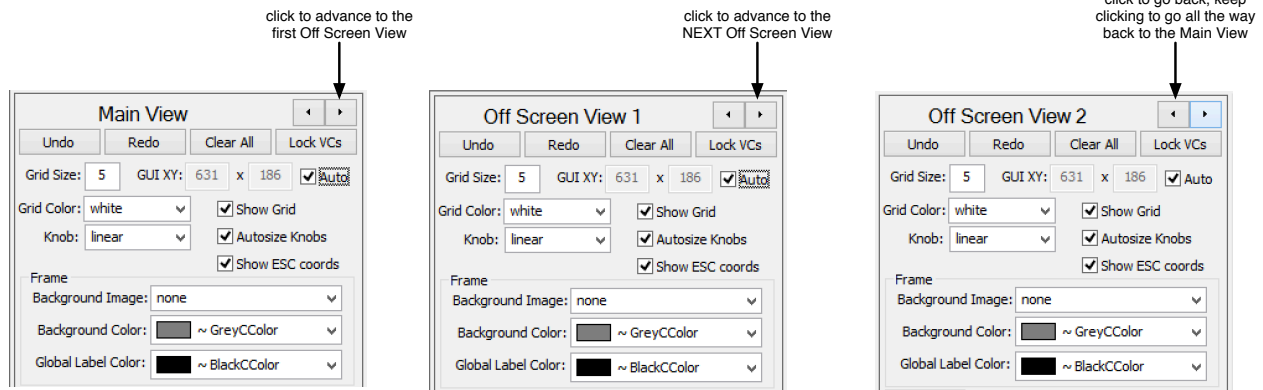 click to advance to the
first Off Screen View
click to advance to the
NEXT Off Screen View
click to go back, keep
clicking to go all the way
back to the Main View
Main View
Undo Redo Clear All Lock VCs
Grid Size: 5 GUI XY: 631 x 186 Auto
Grid Color: white Show Grid
Knob: linear Autosize Knobs
Show ESC coords
Frame
Background Image: none
Background Color: ~ GreyCColor
Global Label Color: ~ BlackCColor
Off Screen View 1
Undo Redo Clear All Lock VCs
Grid Size: 5 GUI XY: 631 x 186 Auto
Grid Color: white Show Grid
Knob: linear Autosize Knobs
Show ESC coords
Frame
Background Image: none
Background Color: ~ GreyCColor
Global Label Color: ~ BlackCColor
Off Screen View 2
Undo Redo Clear All Lock VCs
Grid Size: 5 GUI XY: 631 x 186 Auto
Grid Color: white Show Grid
Knob: linear Autosize Knobs
Show ESC coords
Frame
Background Image: none
Background Color: ~ GreyCColor
Global Label Color: ~ BlackCColor